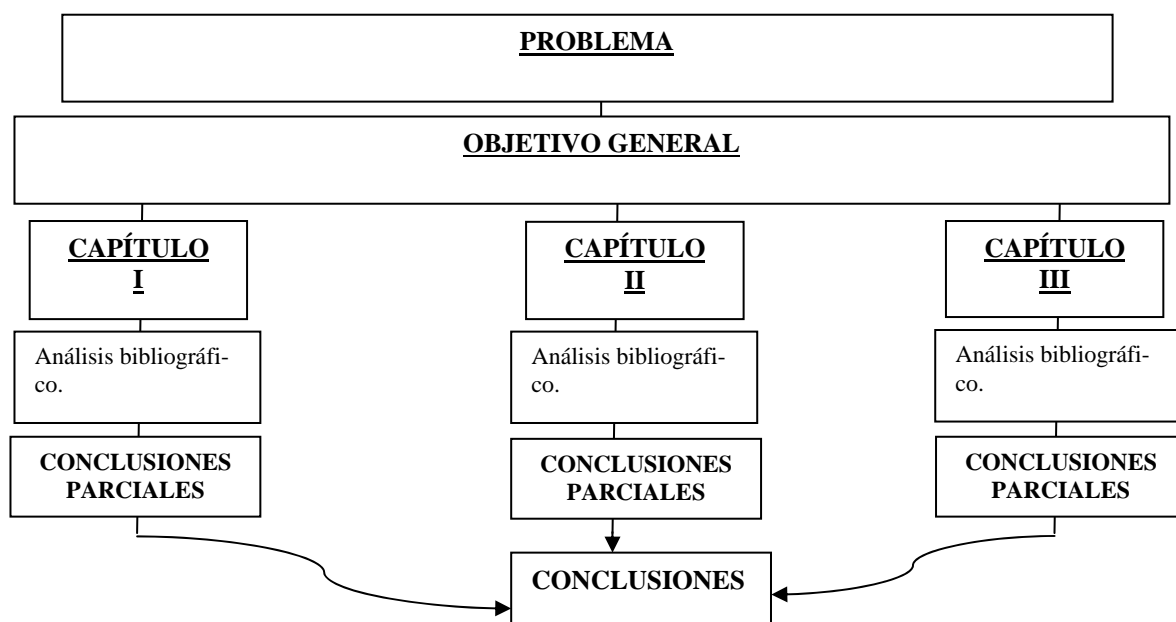 PROBLEMA
OBJETIVO GENERAL
CAPÍTULO
I
CAPÍTULO
II
CAPÍTULO
III
Análisis bibliográfi-
co.
Análisis bibliográfi-
co.
Análisis bibliográfi-
co.
CONCLUSIONES
PARCIALES
CONCLUSIONES
PARCIALES
CONCLUSIONES
PARCIALES
CONCLUSIONES